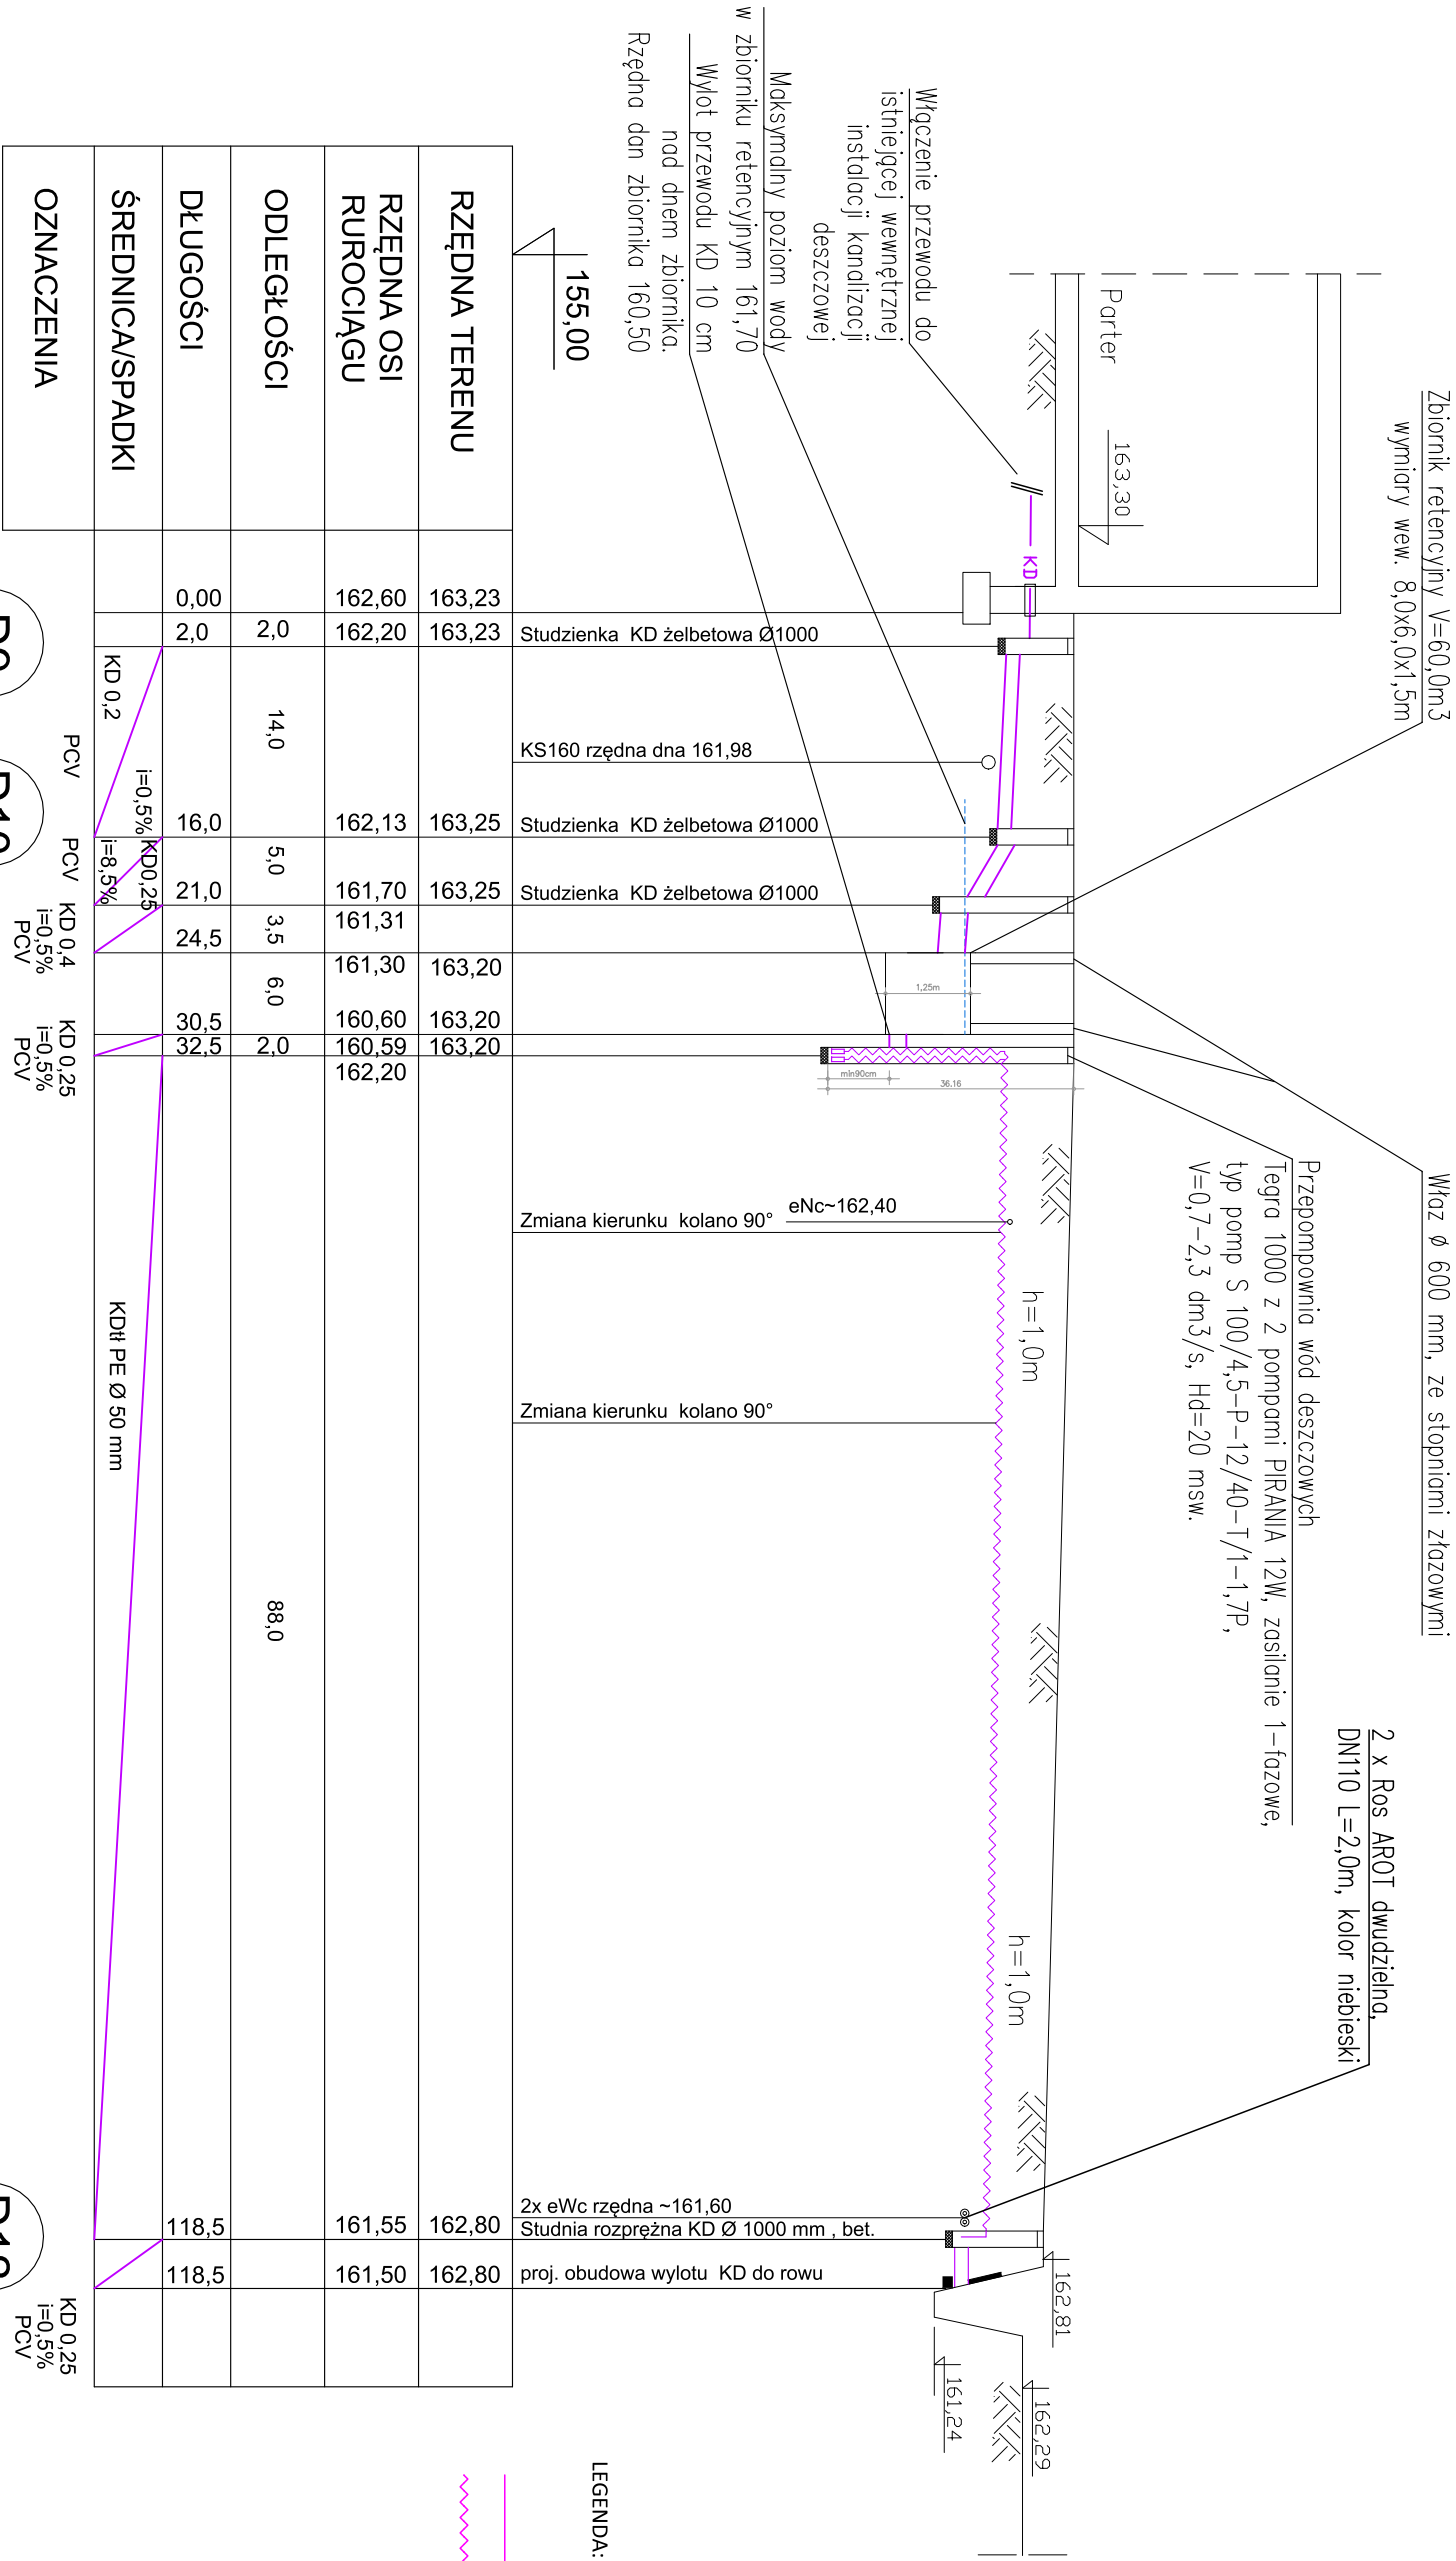 Zbiornik retencyjny V=60,0m3
wymiary wew. 8,0x6,0x1,5m
Właz ø 600 mm, ze stopniami złazowymi
2 x Ros AROT dwudzielna,
DN110 L=2,0m, kolor niebieski
Przepompownia wód deszczowych
Tegra 1000 z 2 pompami PIRANIA 12W, zasilanie 1-fazowe,
typ pomp S 100/4,5-P-12/40-T/1-1,7P,
V=0,7-2,3 dm3/s, Hd=20 msw.
Parter
163,30
Włączenie przewodu do
istniejącej wewnętrznej
instalacji kanalizacji
deszczowej
KD
Maksymalny poziom wody
w zbiorniku retencyjnym 161,70
Wylot przewodu KD 10 cm
nad dnem zbiornika.
Rzędna dan zbiornika 160,50
h=1,0m
h=1,0m
162,81
162,29
161,24
1,25m
min90cm
36.16
155,00
Studzienka KD żelbetowa Ø1000
KS160 rzędna dna 161,98
Studzienka KD żelbetowa Ø1000
Studzienka KD żelbetowa Ø1000
eNc~162,40
Zmiana kierunku kolano 90°
Zmiana kierunku kolano 90°
2x eWc rzędna ~161,60
Studnia rozprężna KD Ø 1000 mm , bet.
proj. obudowa wylotu KD do rowu
RZĘDNA TERENU
163,23
163,23
163,25
163,25
163,20
163,20
163,20
162,80
162,80
RZĘDNA OSI
RUROCIĄGU
162,60
162,20
162,13
161,70
161,31
161,30
160,60
160,59
162,20
161,55
161,50
ODLEGŁOŚCI
2,0
14,0
5,0
3,5
6,0
2,0
88,0
DŁUGOŚCI
0,00
2,0
16,0
21,0
24,5
30,5
32,5
118,5
118,5
ŚREDNICA/SPADKI
KD 0,2
i=0,5%
PCV
KD0,25
i=8,5%
PCV
KD 0,4
i=0,5%
PCV
KD 0,25
i=0,5%
PCV
KDtł PE Ø 50 mm
KD 0,25
i=0,5%
PCV
OZNACZENIA
LEGENDA: